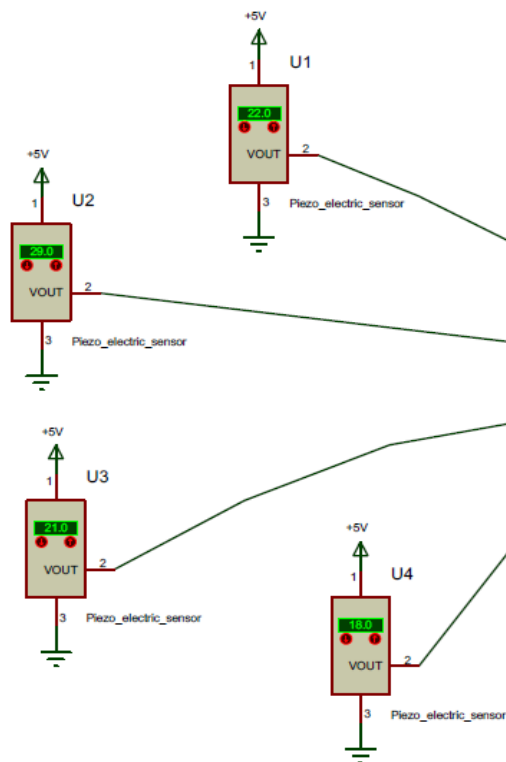 +5V
U1
1
22.0
VOUT
2
3
Piezo_electric_sensor
+5V
U2
1
29.0
VOUT
2
3
Piezo_electric_sensor
+5V
U3
1
21.0
VOUT
2
3
Piezo_electric_sensor
+5V
U4
1
18.0
VOUT
2
3
Piezo_electric_sensor